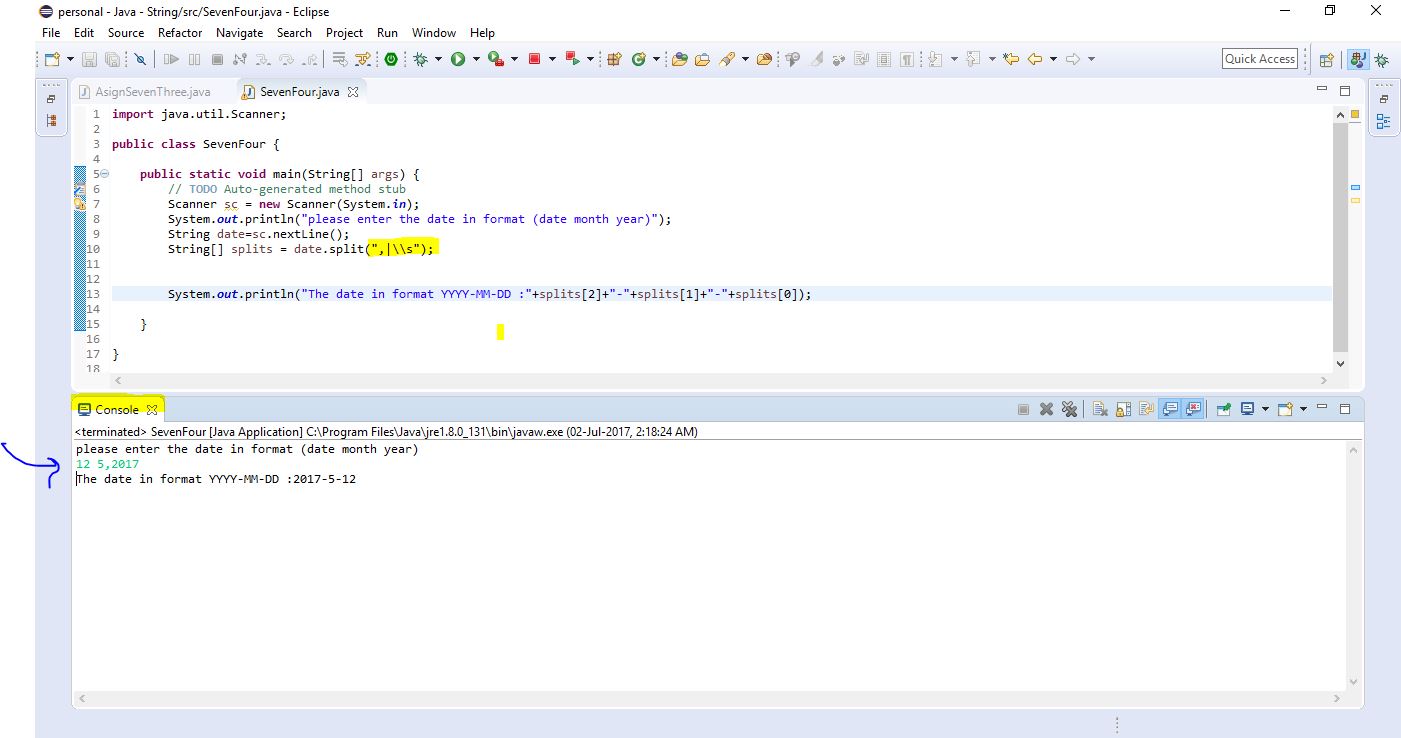 personal - Java - String/src/SevenFour.java - Eclipse
File Edit Source Refactor Navigate Search Project Run Window Help
Quick Access
AsignSevenThree.java SevenFour.java
1 import java.util.Scanner;
2
3 public class SevenFour {
4
5 public static void main(String[] args) {
6 // TODO Auto-generated method stub
7 Scanner sc = new Scanner(System.in);
8 System.out.println("please enter the date in format (date month year)");
9 String date=sc.nextLine();
10 String[] splits = date.split(",|\\s");
11
12
13 System.out.println("The date in format YYYY-MM-DD :"+splits[2]+"-"+splits[1]+"-"+splits[0]);
14
15 }
16
17 }
18
Console
<terminated> SevenFour [Java Application] C:\Program Files\Java\jre1.8.0_131\bin\javaw.exe (02-Jul-2017, 2:18:24 AM)
please enter the date in format (date month year)
12 5,2017
The date in format YYYY-MM-DD :2017-5-12